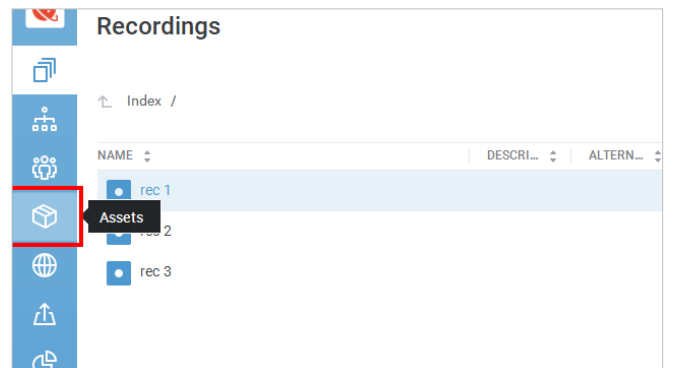 Recordings
Index /
NAME DESCRI... ALTERN...
rec 1
Assets
rec 2
rec 3